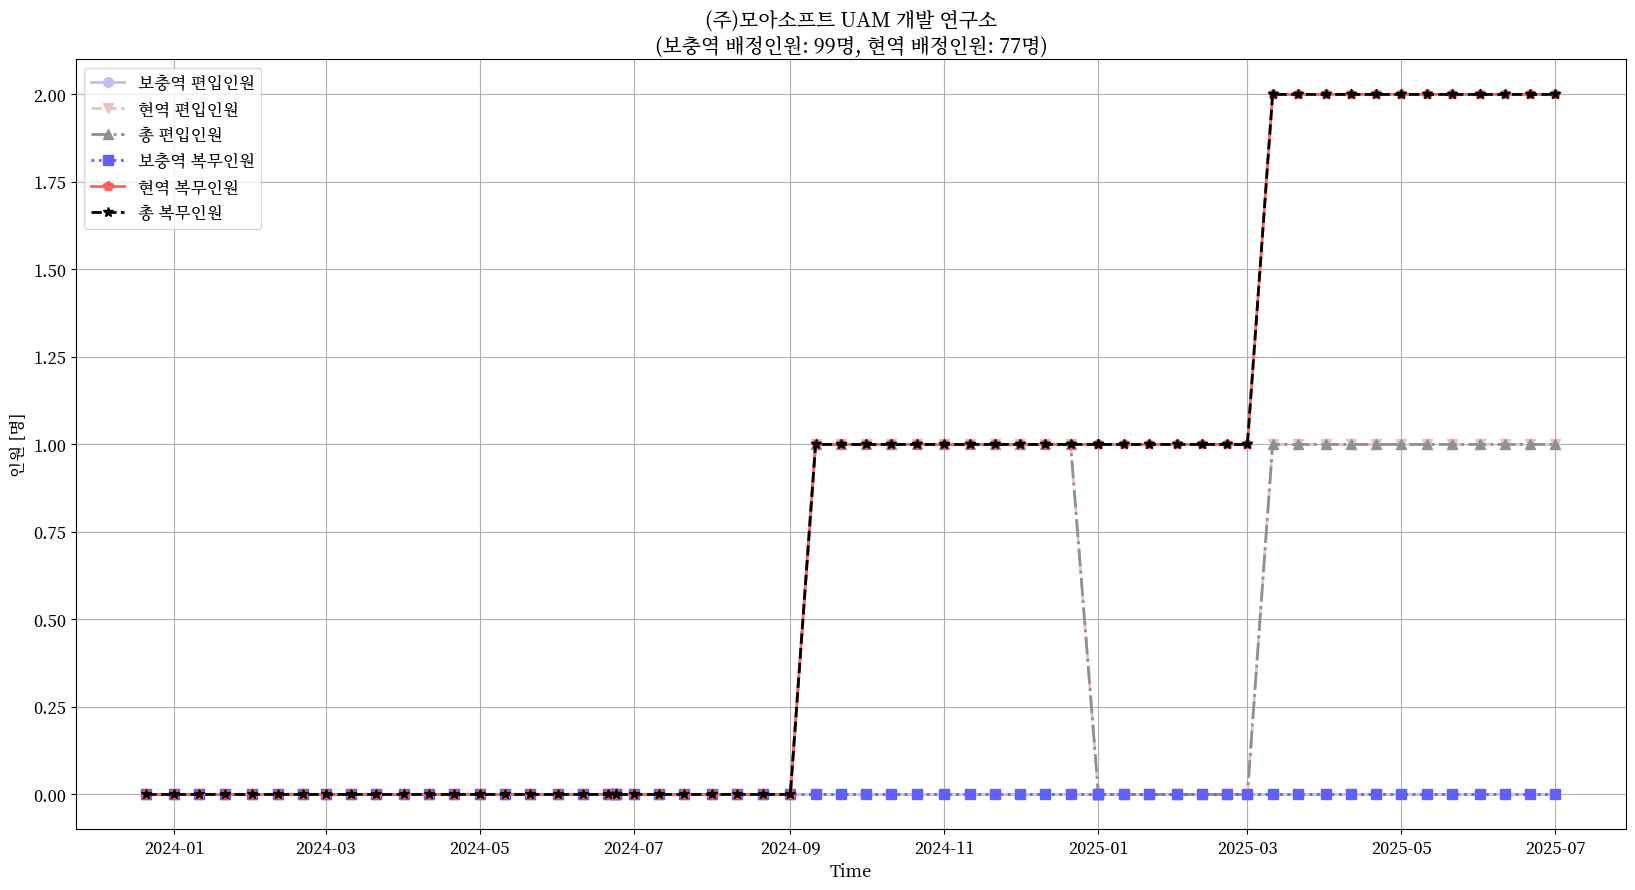 (주)모아소프트 UAM 개발 연구소
(보충역 배정인원: 99명, 현역 배정인원: 77명)
보충역 편입인원
현역 편입인원
총 편입인원
보충역 복무인원
현역 복무인원
총 복무인원
2.00
1.75
1.50
1.25
1.00
0.75
0.50
0.25
0.00
인원 [명]
2024-01
2024-03
2024-05
2024-07
2024-09
2024-11
2025-01
2025-03
2025-05
2025-07
Time